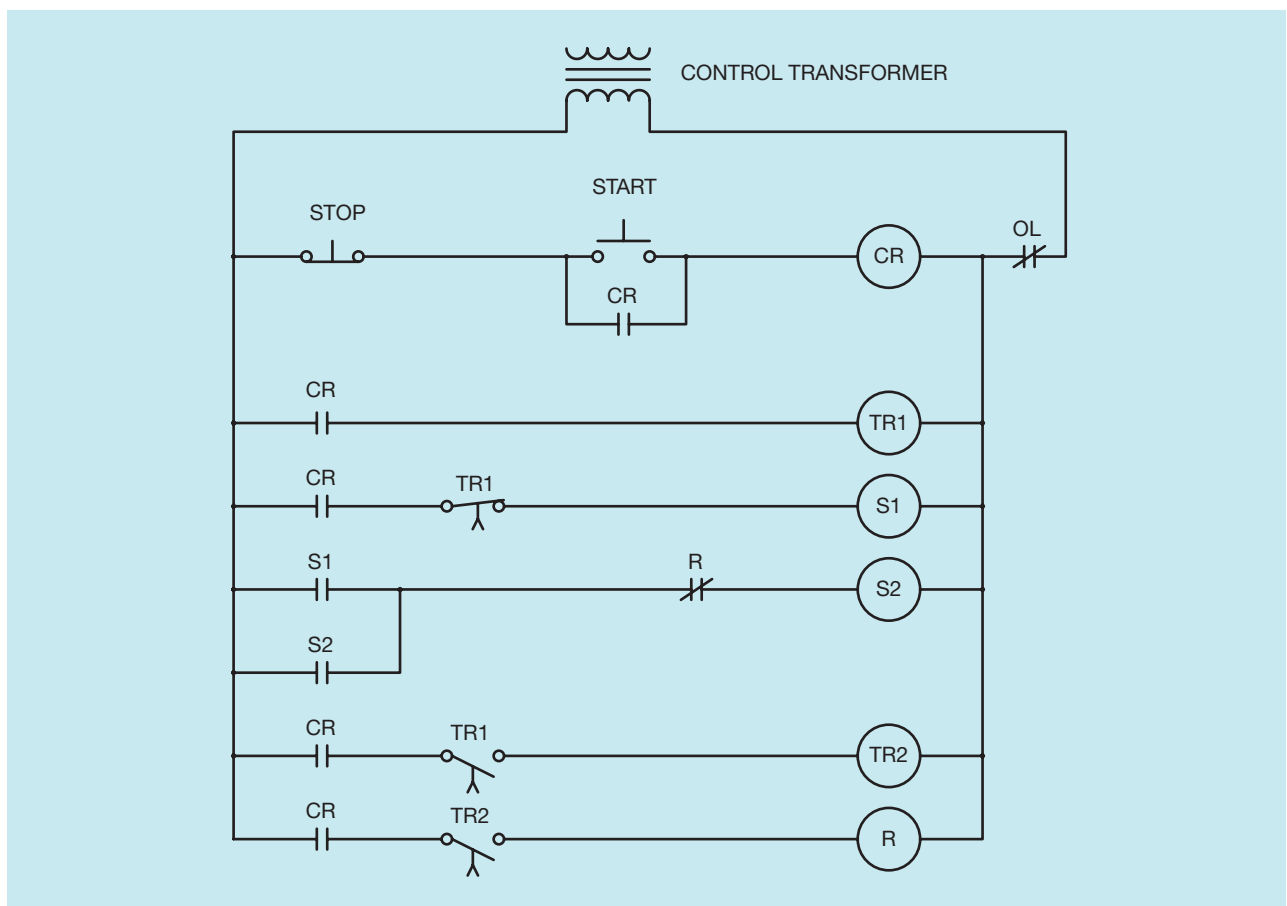 CONTROL TRANSFORMER
START
STOP
OL
CR
CR
CR
TR1
CR
TR1
S1
S1
R
S2
S2
CR
TR1
TR2
CR
TR2
R